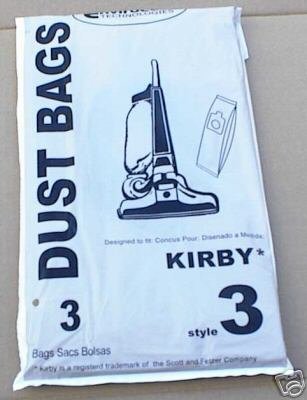 TECHNOLOGIES
DUST BAGS
3
Designed to fit: Concus Pour: Disenado a Medida:
KIRBY*
style 3
Bags Sacs Bolsas
* Kirby is a registerd trademark of the Scott and Fetzer Company